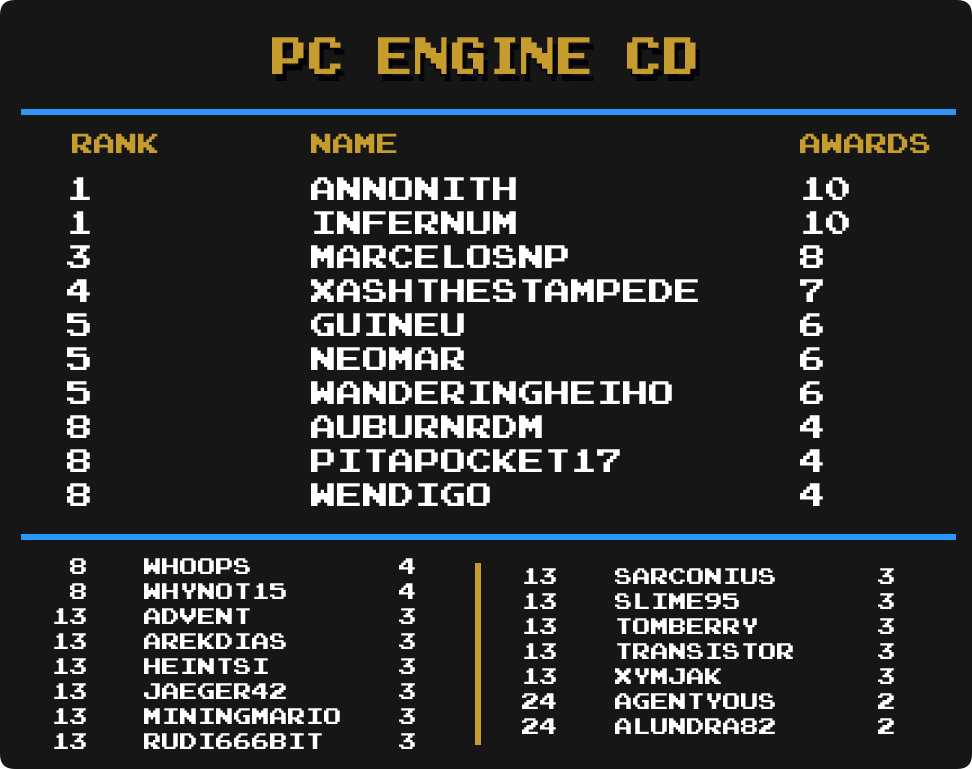 PC ENGINE CD
RANK NAME AWARDS
1 ANNONITH 10
1 INFERNUM 10
3 MARCELOSNP 8
4 XASHTHESTAMPEDE 7
5 GUINEU 6
5 NEOMAR 6
5 WANDERINGHEIHO 6
8 AUBURNRDM 4
8 PITAPOCKET17 4
8 WENDIGO 4
8 WHOOPS 4
8 WHYNOT15 4
13 ADVENT 3
13 AREKDIAS 3
13 HEINTSI 3
13 JAEGER42 3
13 MININGMARIO 3
13 RUDI666BIT 3
13 SARCONIUS 3
13 SLIME95 3
13 TOMBERRY 3
13 TRANSISTOR 3
13 XYMJAK 3
24 AGENTYOUS 2
24 ALUNDRA82 2